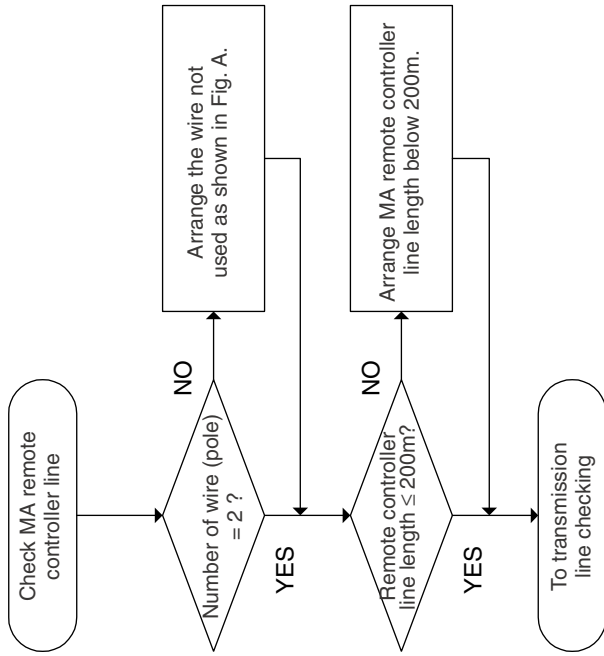 Check MA remote
controller line
Number of wire (pole)
= 2 ?
NO
Arrange the wire not
used as shown in Fig. A.
YES
Remote controller
line length ≤ 200m?
NO
Arrange MA remote controller
line length below 200m.
YES
To transmission
line checking